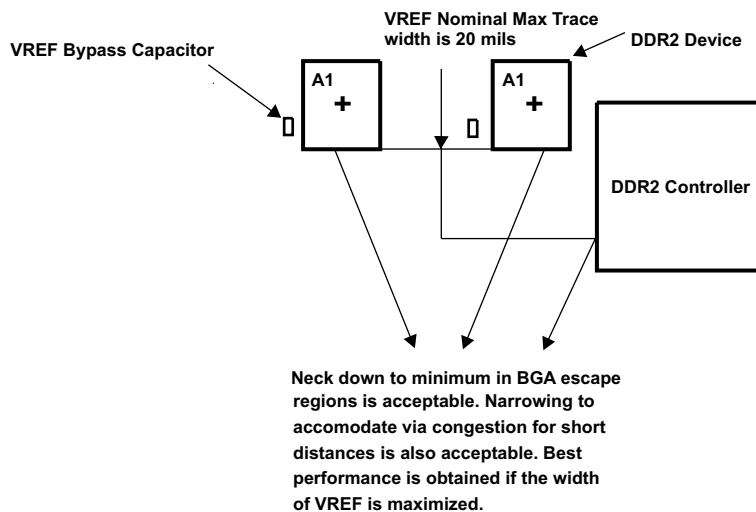 VREF Nominal Max Trace
width is 20 mils
VREF Bypass Capacitor
DDR2 Device
A1
A1
DDR2 Controller
Neck down to minimum in BGA escape
regions is acceptable. Narrowing to
accomodate via congestion for short
distances is also acceptable. Best
performance is obtained if the width
of VREF is maximized.